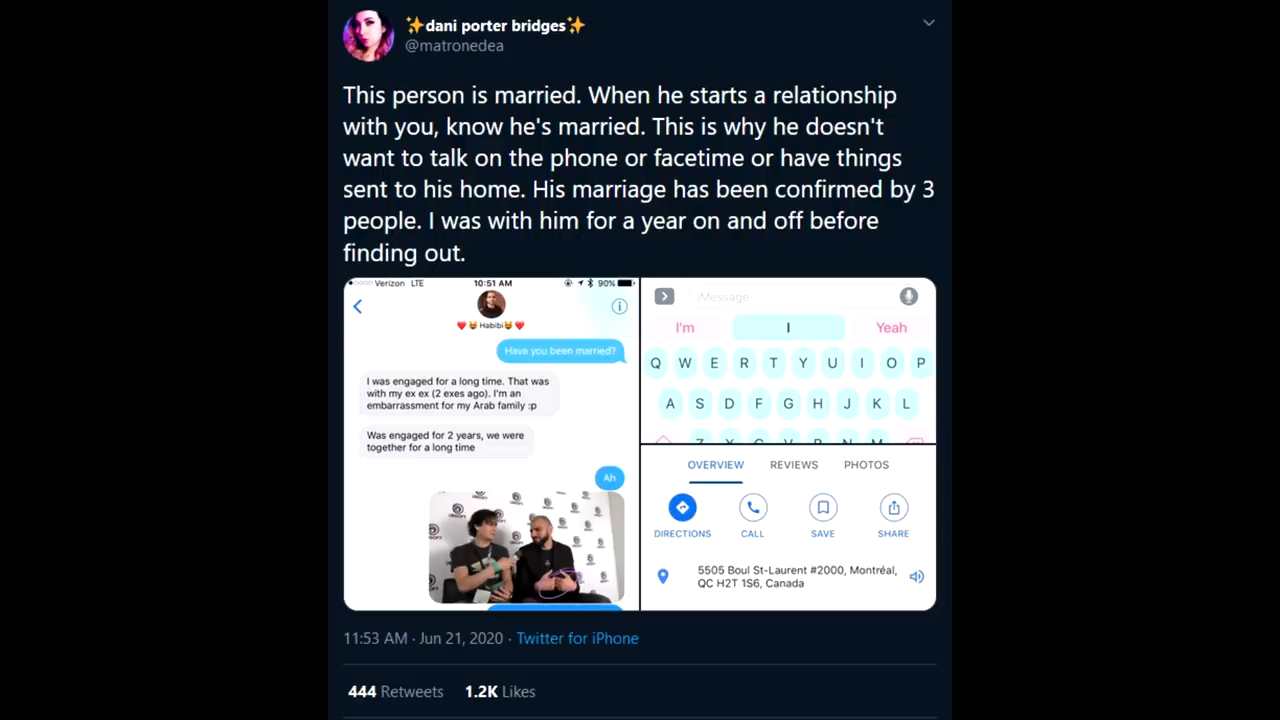 ✨dani porter bridges✨
@matronedea
This person is married. When he starts a relationship
with you, know he's married. This is why he doesn't
want to talk on the phone or facetime or have things
sent to his home. His marriage has been confirmed by 3
people. I was with him for a year on and off before
finding out.
Verizon LTE 10:51 AM 90%
❤️😻Habibi😻❤️
Have you been married?
I was engaged for a long time. That was
with my ex ex (2 exes ago). I'm an
embarrassment for my Arab family :p
Was engaged for 2 years, we were
together for a long time
Ah
iMessage
I'm I Yeah
Q W E R T Y U I O P
A S D F G H J K L
Z X C V B N M
OVERVIEW REVIEWS PHOTOS
DIRECTIONS CALL SAVE SHARE
5505 Boul St-Laurent #2000, Montréal,
QC H2T 1S6, Canada
11:53 AM · Jun 21, 2020 · Twitter for iPhone
444 Retweets 1.2K Likes